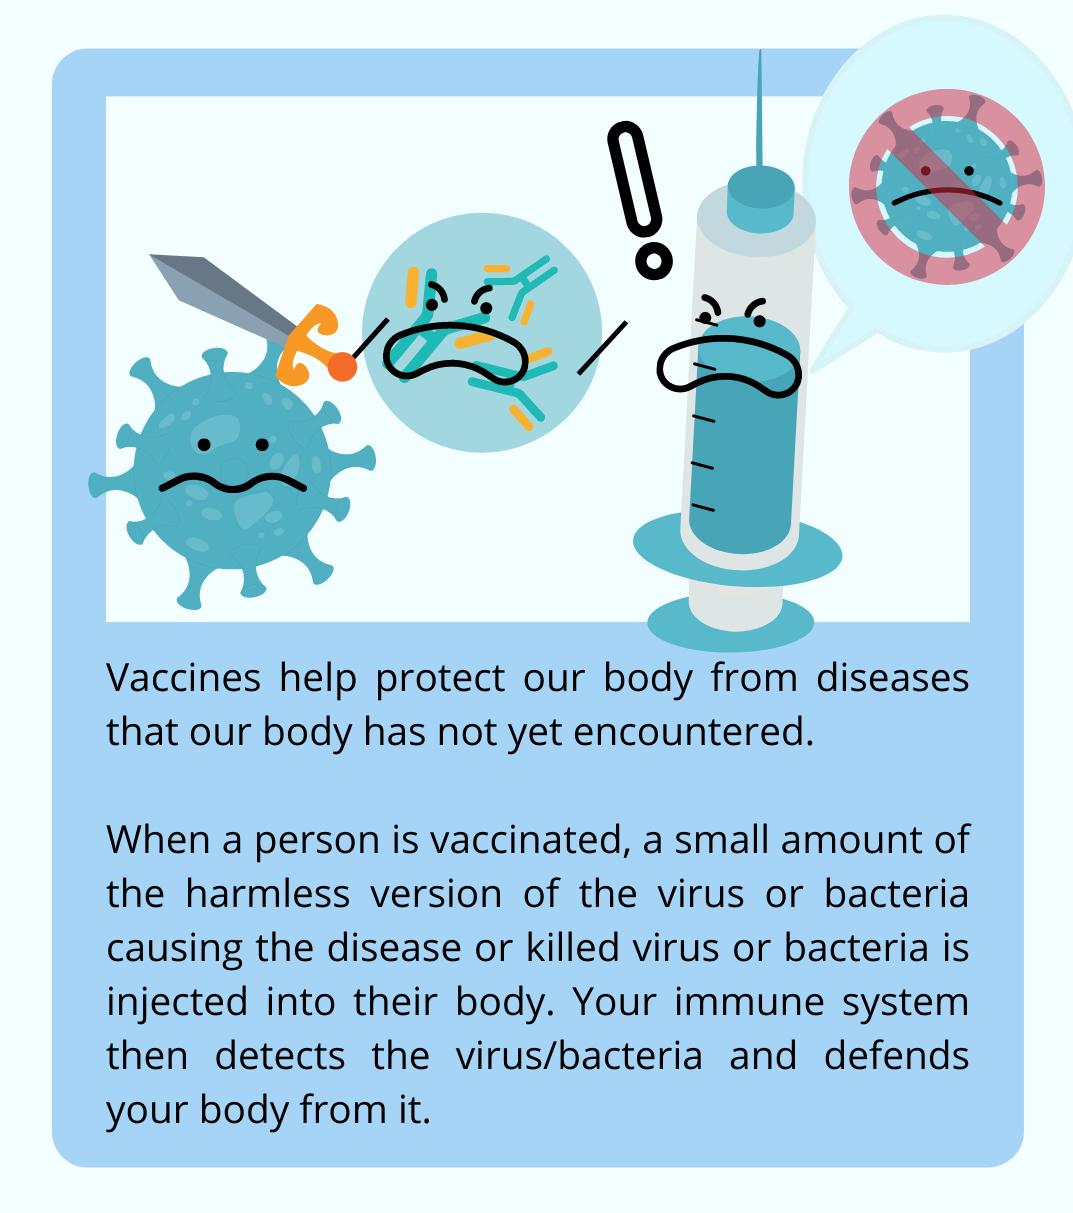 Vaccines help protect our body from diseases
that our body has not yet encountered.
When a person is vaccinated, a small amount of
the harmless version of the virus or bacteria
causing the disease or killed virus or bacteria is
injected into their body. Your immune system
then detects the virus/bacteria and defends
your body from it.